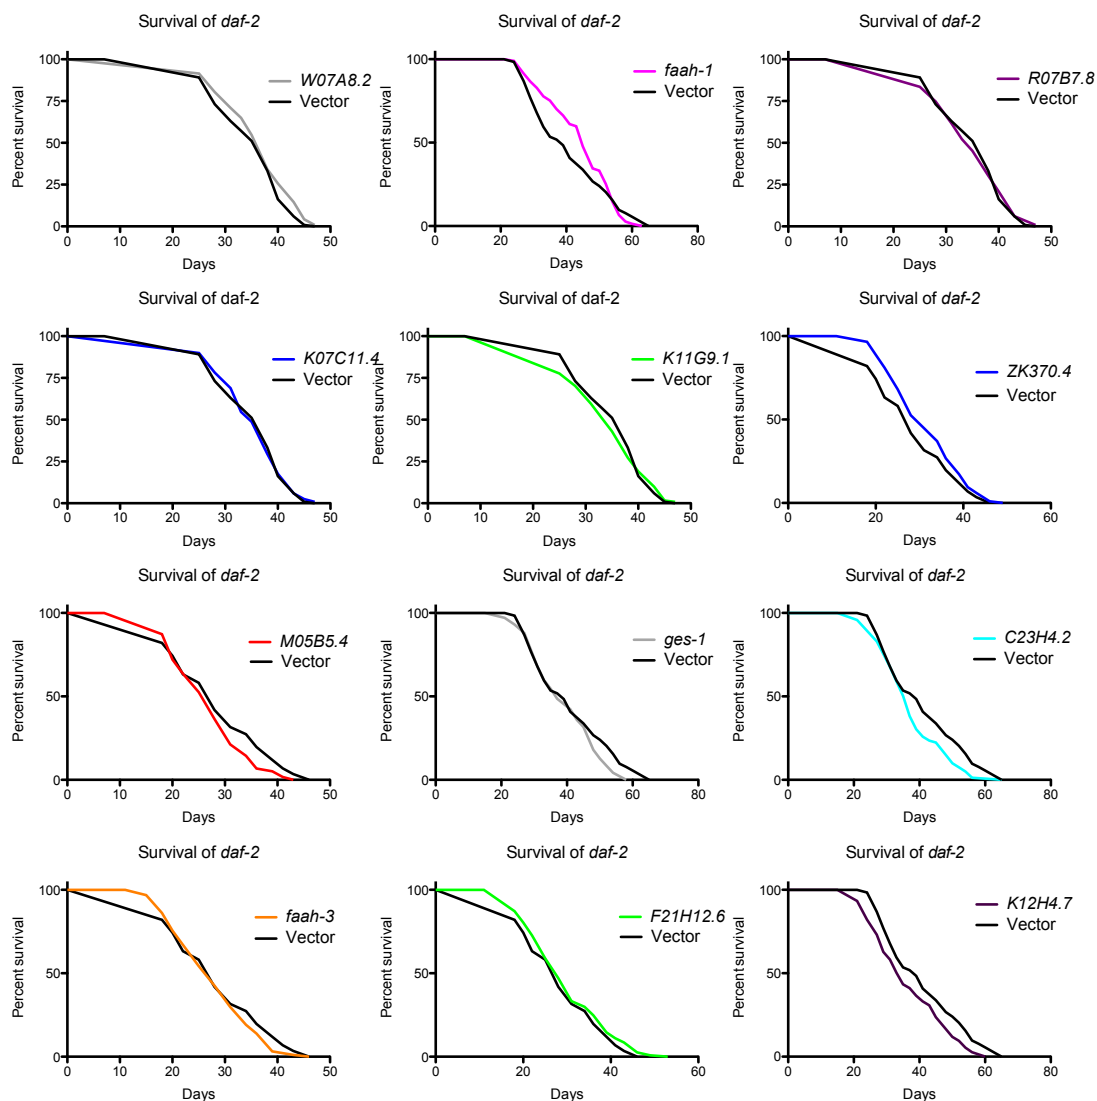 Survival of daf-2
Percent survival
100
75
50
25
0
0 10 20 30 40 50
Days
W07A8.2
Vector
Survival of daf-2
Percent survival
100
75
50
25
0
0 20 40 60 80
Days
faah-1
Vector
Survival of daf-2
Percent survival
100
75
50
25
0
0 10 20 30 40 50
Days
R07B7.8
Vector
Survival of daf-2
Percent survival
100
75
50
25
0
0 10 20 30 40 50
Days
K07C11.4
Vector
Survival of daf-2
Percent survival
100
75
50
25
0
0 10 20 30 40 50
Days
K11G9.1
Vector
Survival of daf-2
Percent survival
100
50
0
0 20 40 60
Days
ZK370.4
Vector
Survival of daf-2
Percent survival
100
50
0
0 10 20 30 40 50
Days
M05B5.4
Vector
Survival of daf-2
Percent survival
100
50
0
0 20 40 60 80
Days
ges-1
Vector
Survival of daf-2
Percent survival
100
50
0
0 20 40 60 80
Days
C23H4.2
Vector
Survival of daf-2
Percent survival
100
50
0
0 10 20 30 40 50
Days
faah-3
Vector
Survival of daf-2
Percent survival
100
50
0
0 20 40 60
Days
F21H12.6
Vector
Survival of daf-2
Percent survival
100
50
0
0 20 40 60 80
Days
K12H4.7
Vector